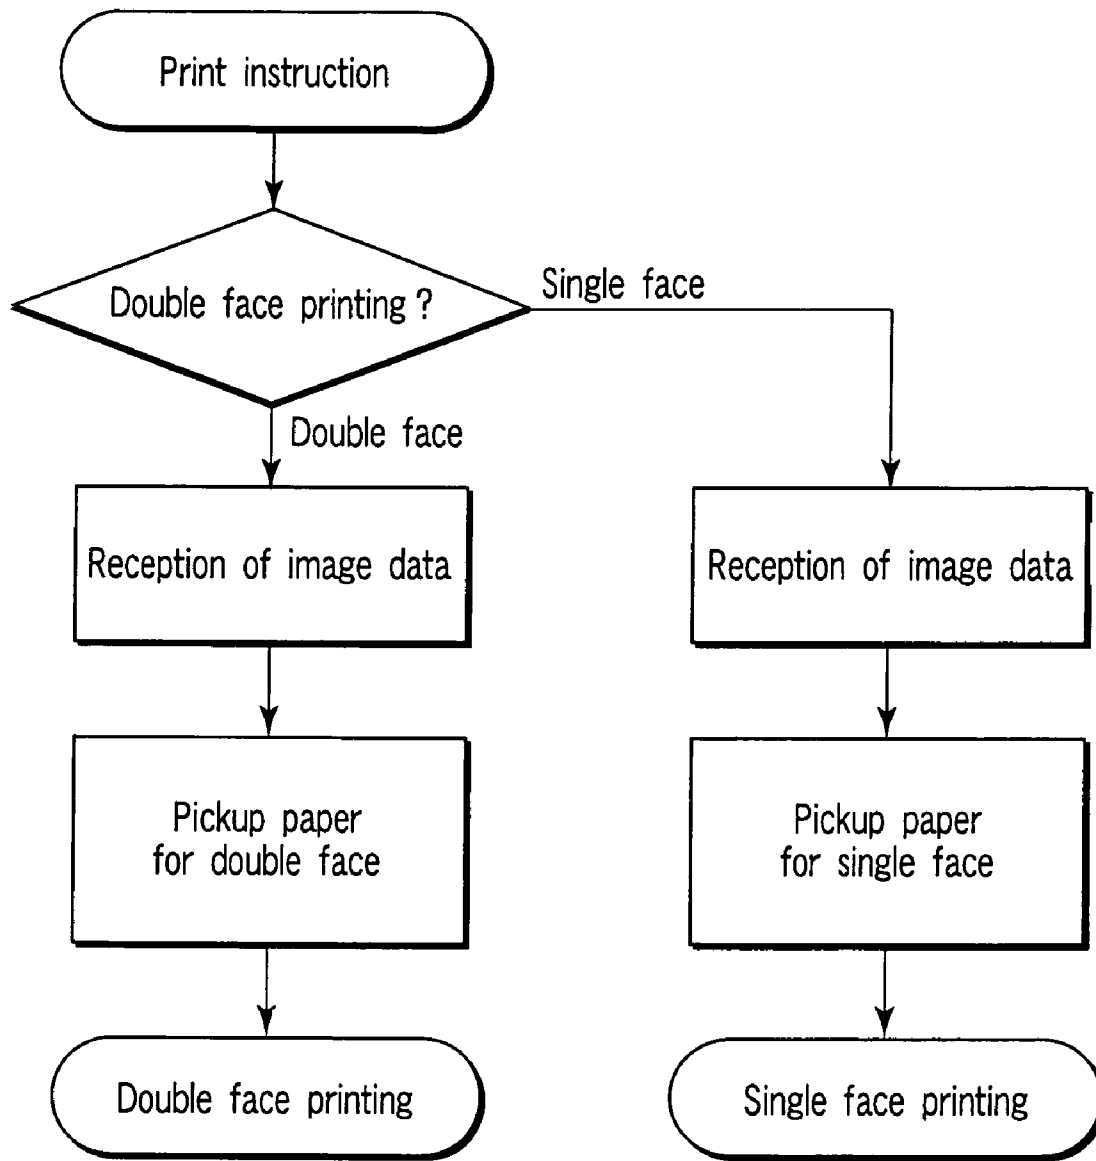 Print instruction
Double face printing ?
Single face
Double face
Reception of image data
Reception of image data
Pickup paper
for double face
Pickup paper
for single face
Double face printing
Single face printing